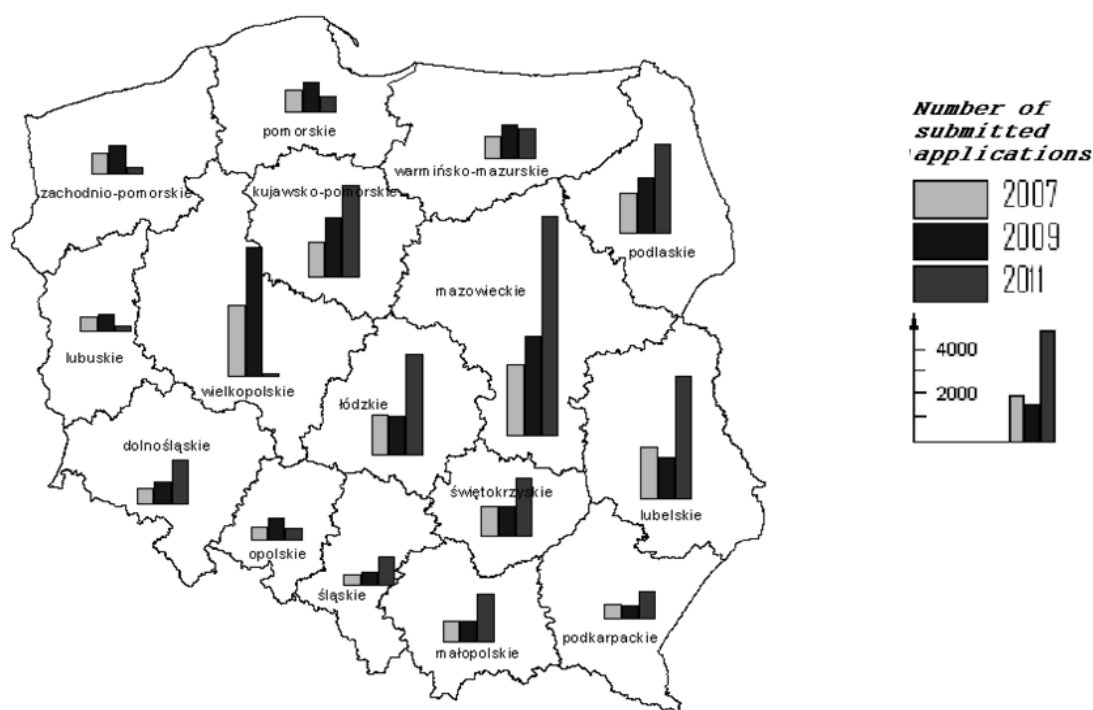 pomorskie
zachodnio-pomorskie
warmińsko-mazurskie
kujawsko-pomorskie
podlaskie
mazowieckie
lubuskie
wielkopolskie
łódzkie
dolnośląskie
świętokrzyskie
lubelskie
opolskie
śląskie
małopolskie
podkarpackie
Number of
submitted
applications
2007
2009
2011
4000
2000